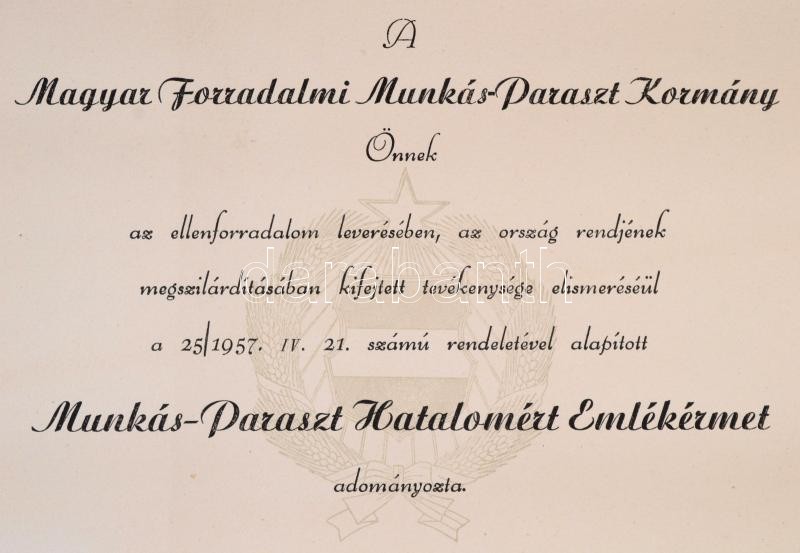 A
Magyar Forradalmi Munkás-Paraszt Kormány
Önnek
az ellenforradalom leverésében, az ország rendjének
darabanth
megszilárdításában kifejtett tevékenysége elismeréséül
a 25/1957. IV. 21. számú rendeletével alapított
Munkás-Paraszt Hatalomért Emlékérmet
adományozta.